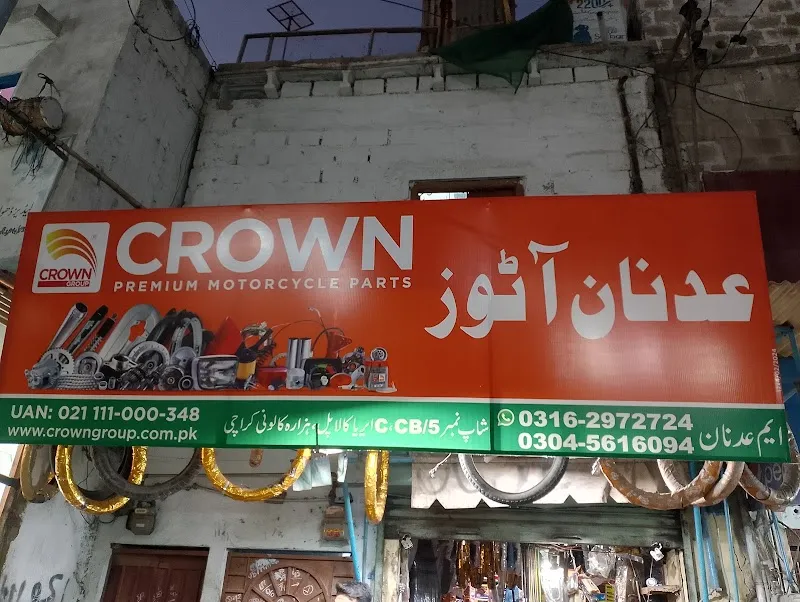 CROWN
GROUP
CROWN
PREMIUM MOTORCYCLE PARTS
عدنان آٹوز
UAN: 021 111-000-348
www.crowngroup.com.pk
شاپ نمبر C.CB/5 ایریا کالا پل، ہزارہ کالونی کراچی
0316-2972724
0304-5616094
ایم عدنان